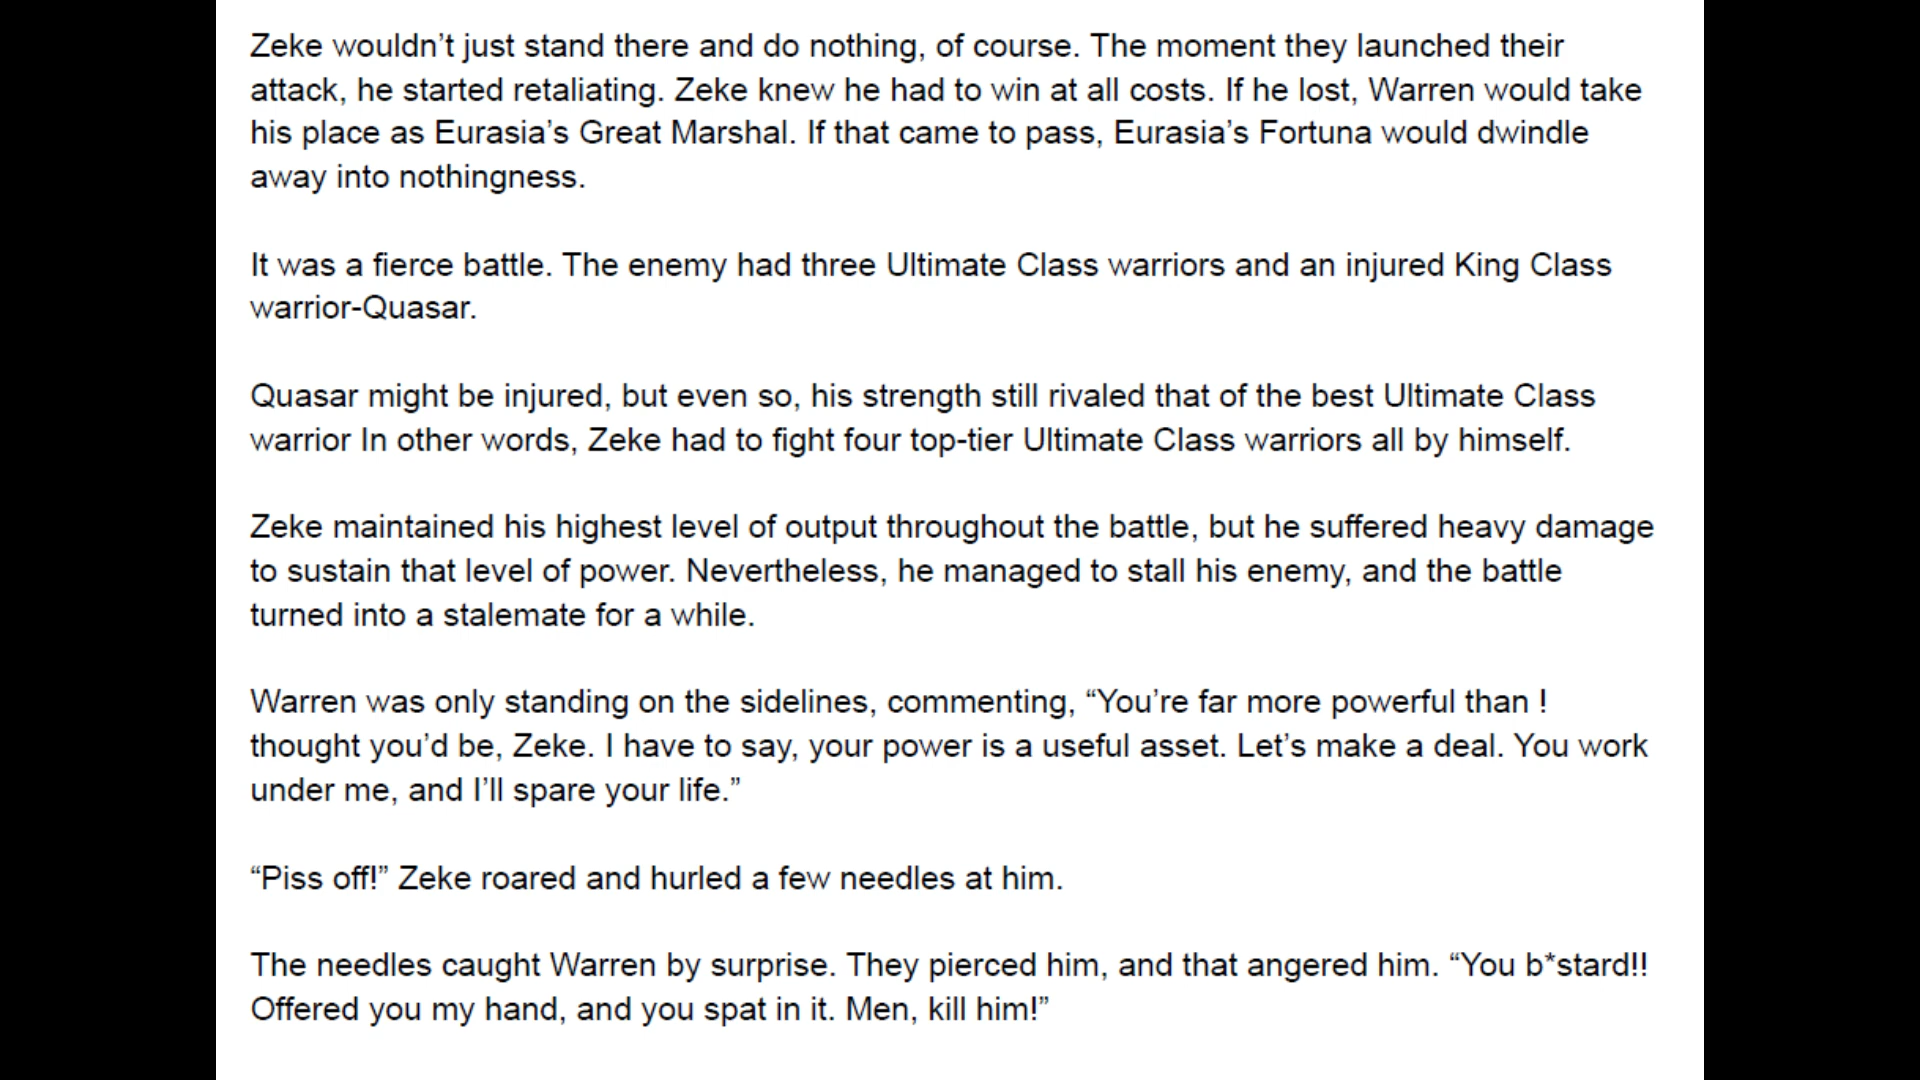 Zeke wouldn’t just stand there and do nothing, of course. The moment they launched their
attack, he started retaliating. Zeke knew he had to win at all costs. If he lost, Warren would take
his place as Eurasia’s Great Marshal. If that came to pass, Eurasia’s Fortuna would dwindle
away into nothingness.
It was a fierce battle. The enemy had three Ultimate Class warriors and an injured King Class
warrior-Quasar.
Quasar might be injured, but even so, his strength still rivaled that of the best Ultimate Class
warrior In other words, Zeke had to fight four top-tier Ultimate Class warriors all by himself.
Zeke maintained his highest level of output throughout the battle, but he suffered heavy damage
to sustain that level of power. Nevertheless, he managed to stall his enemy, and the battle
turned into a stalemate for a while.
Warren was only standing on the sidelines, commenting, “You’re far more powerful than !
thought you’d be, Zeke. I have to say, your power is a useful asset. Let’s make a deal. You work
under me, and I’ll spare your life.”
“Piss off!” Zeke roared and hurled a few needles at him.
The needles caught Warren by surprise. They pierced him, and that angered him. “You b*stard!!
Offered you my hand, and you spat in it. Men, kill him!”